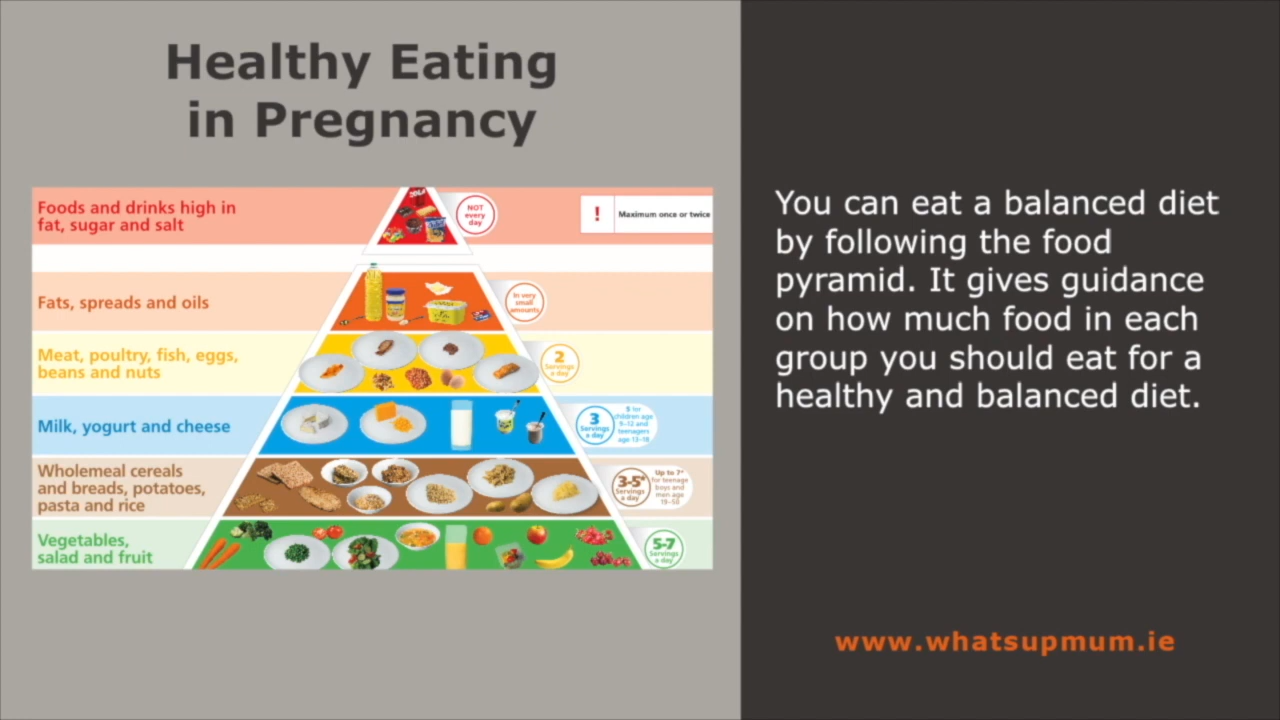 Healthy Eating
in Pregnancy
Foods and drinks high in
fat, sugar and salt
NOT
every
day
!
Maximum once or twice
Fats, spreads and oils
In very
small
amounts
Meat, poultry, fish, eggs,
beans and nuts
2
Servings
a day
Milk, yogurt and cheese
3
Servings
a day
5 for
children age
9–12 and
teenagers
age 13–18
Wholemeal cereals
and breads, potatoes,
pasta and rice
3-5*
Servings
a day
Up to 7*
for teenage
boys and
men age
19–50
Vegetables,
salad and fruit
5-7
Servings
a day
You can eat a balanced diet
by following the food
pyramid. It gives guidance
on how much food in each
group you should eat for a
healthy and balanced diet.
www.whatsupmum.ie